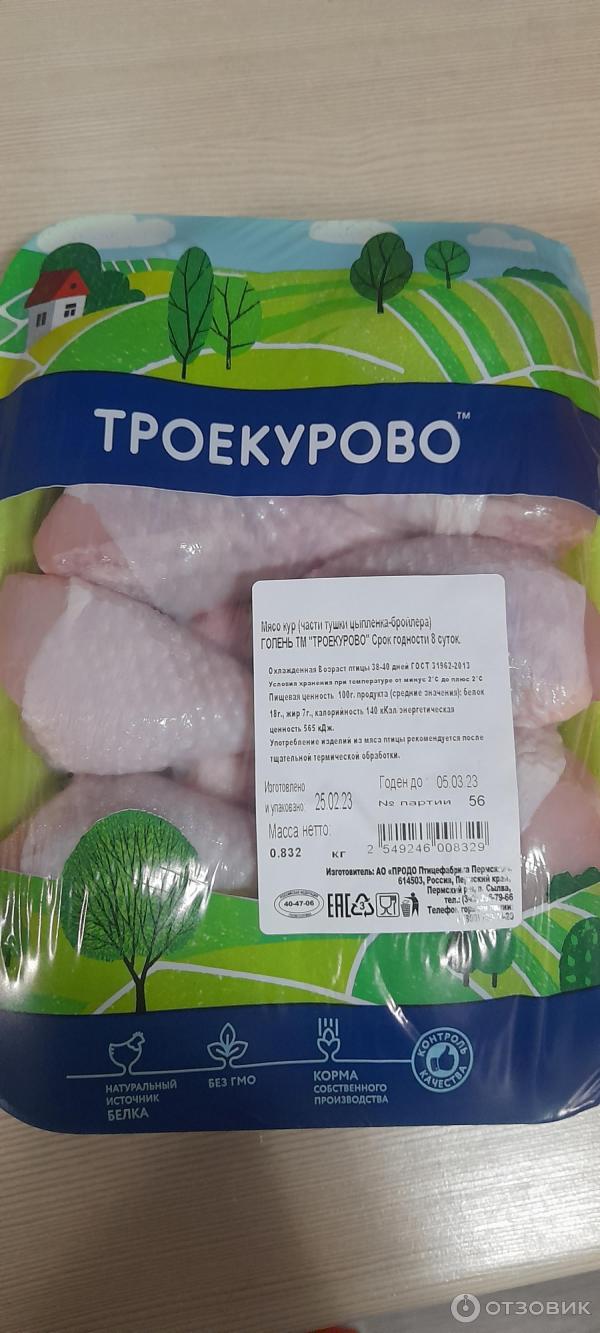 ТРОЕКУРОВО™
Мясо кур (части тушки цыпленка-бройлера)
ГОЛЕНЬ ТМ "ТРОЕКУРОВО" Срок годности 8 суток.
Охлажденная Возраст птицы 38-40 дней ГОСТ 31962-2013
Условия хранения при температуре от минус 2°С до плюс 2°С
Пищевая ценность 100г. продукта (средние значения): белок
18г., жир 7г., калорийность 140 кКал энергетическая
ценность 565 кДж.
Употребление изделий из мяса птицы рекомендуется после
тщательной термической обработки.
Изготовлено
и упаковано: 25.02.23
Годен до : 05.03.23
№ партии 56
Масса нетто:
0.832 кг
2 549246 008329
Изготовитель: АО «ПРОДО Птицефабрика
614503, Россия,
Пермский п. Сылва,
тел.:
Телефон
40-47-06
EAC
НАТУРАЛЬНЫЙ
ИСТОЧНИК
БЕЛКА
БЕЗ ГМО
КОРМА
СОБСТВЕННОГО
ПРОИЗВОДСТВА
КОНТРОЛЬ
КАЧЕСТВА
ОТЗОВИК